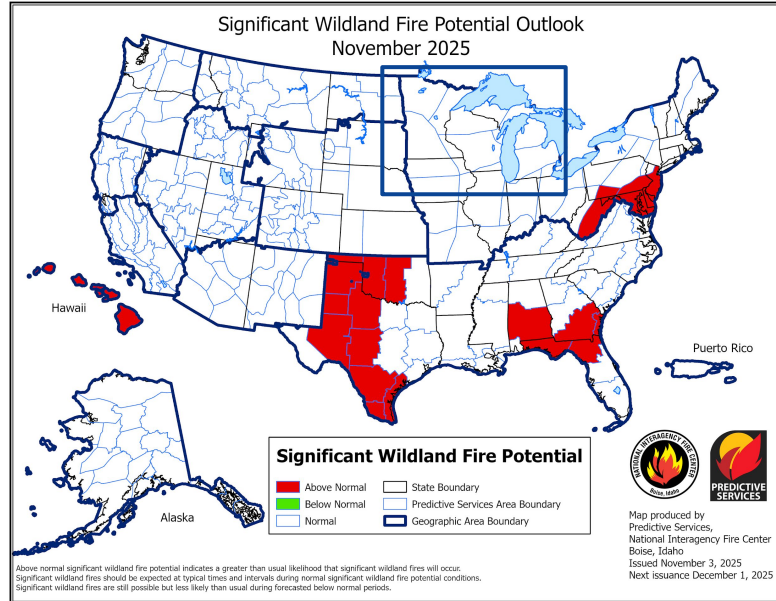 Significant Wildland Fire Potential Outlook
November 2025
Hawaii
Puerto Rico
Alaska
Significant Wildland Fire Potential
Above Normal
State Boundary
Below Normal
Predictive Services Area Boundary
Normal
Geographic Area Boundary
NATIONAL INTERAGENCY FIRE CENTER
Boise, Idaho
PREDICTIVE
SERVICES
Map produced by
Predictive Services,
National Interagency Fire Center
Boise, Idaho
Issued November 3, 2025
Next issuance December 1, 2025
Above normal significant wildland fire potential indicates a greater than usual likelihood that significant wildland fires will occur.
Significant wildland fires should be expected at typical times and intervals during normal significant wildland fire potential conditions.
Significant wildland fires are still possible but less likely than usual during forecasted below normal periods.